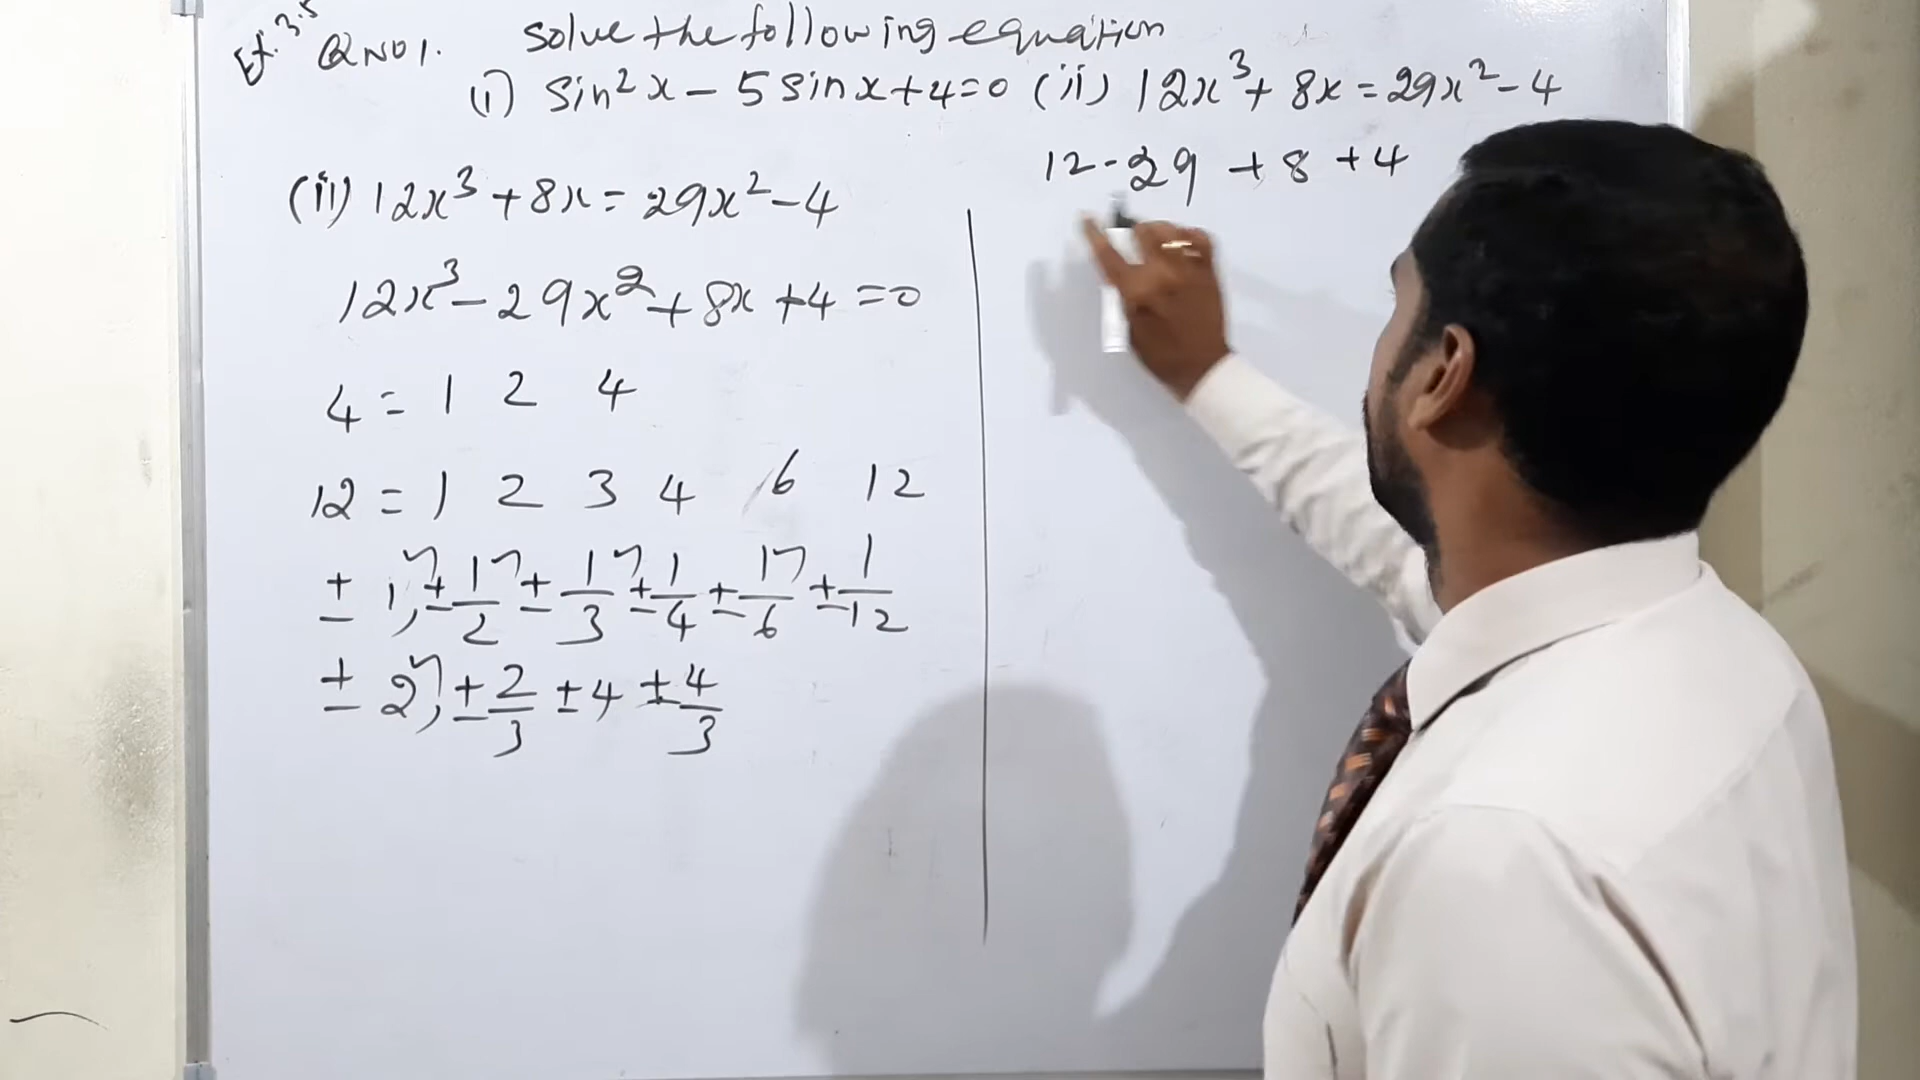 Ex. 3.5 Q NO 1. Solve the following equation
(i) sin²x - 5 sin x + 4 = 0 (ii) 12x³ + 8x = 29x² - 4
(ii) 12x³ + 8x = 29x² - 4
12x³ - 29x² + 8x + 4 = 0
4 = 1 2 4
12 = 1 2 3 4 6 12
± 1, ± 1/2, ± 1/3, ± 1/4 ± 1/6, ± 1/12
± 2, ± 2/3 ± 4 ± 4/3
12 - 29 + 8 + 4